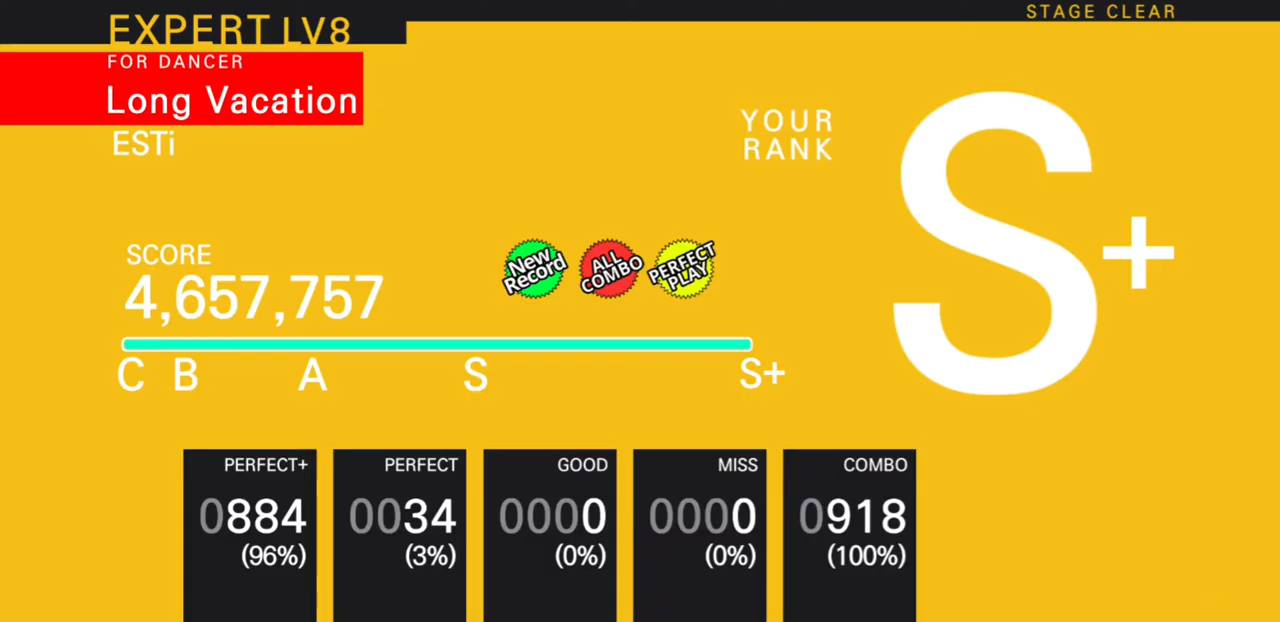 STAGE CLEAR
EXPERT LV8
FOR DANCER
Long Vacation
ESTi
YOUR
RANK
S+
SCORE
4,657,757
New
Record
ALL
COMBO
PERFECT
PLAY
C B A S S+
PERFECT+ PERFECT GOOD MISS COMBO
0884 0034 0000 0000 0918
(96%) (3%) (0%) (0%) (100%)